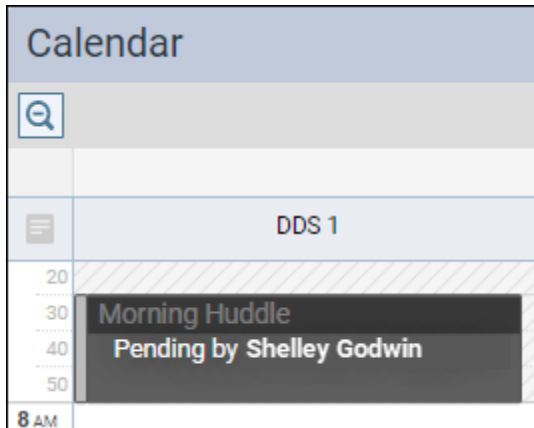 Calendar
DDS 1
20
30
Morning Huddle
40
Pending by Shelley Godwin
50
8 AM